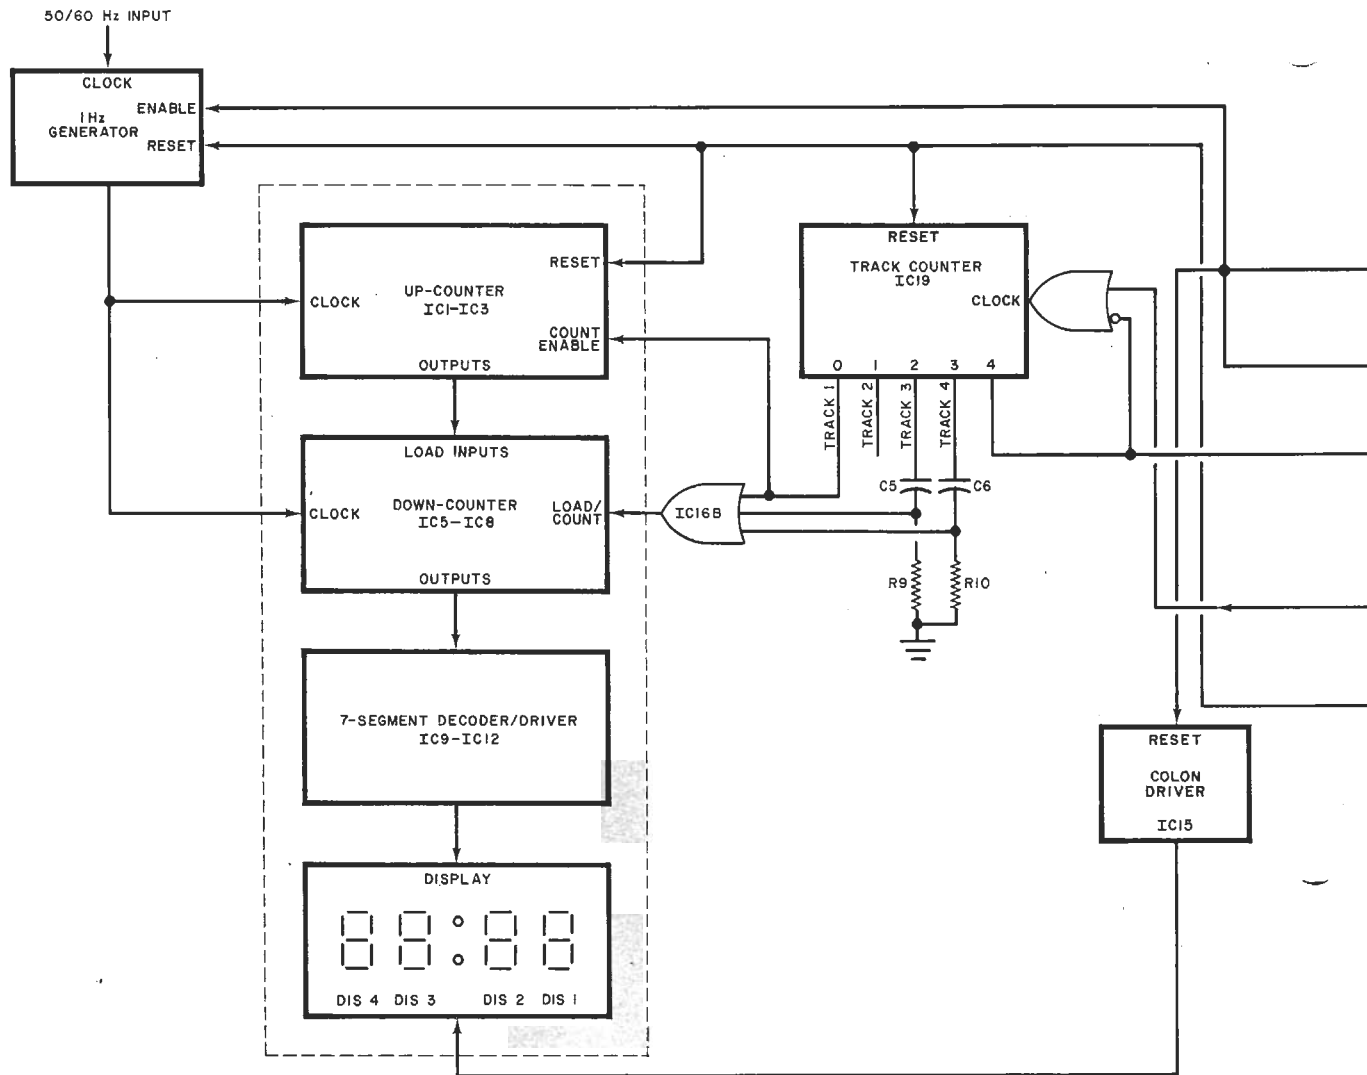 50/60 Hz INPUT
CLOCK
ENABLE
1Hz
GENERATOR
RESET
RESET
UP-COUNTER
IC1-IC3
CLOCK
COUNT
ENABLE
OUTPUTS
RESET
TRACK COUNTER
IC19
CLOCK
0 1 2 3 4
TRACK 1
TRACK 2
TRACK 3
TRACK 4
LOAD INPUTS
DOWN-COUNTER
IC5-IC8
CLOCK
LOAD/
COUNT
OUTPUTS
IC16B
C5
C6
R9
R10
7-SEGMENT DECODER/DRIVER
IC9-IC12
RESET
COLON
DRIVER
IC15
DISPLAY
88:88
DIS 4 DIS 3 DIS 2 DIS 1